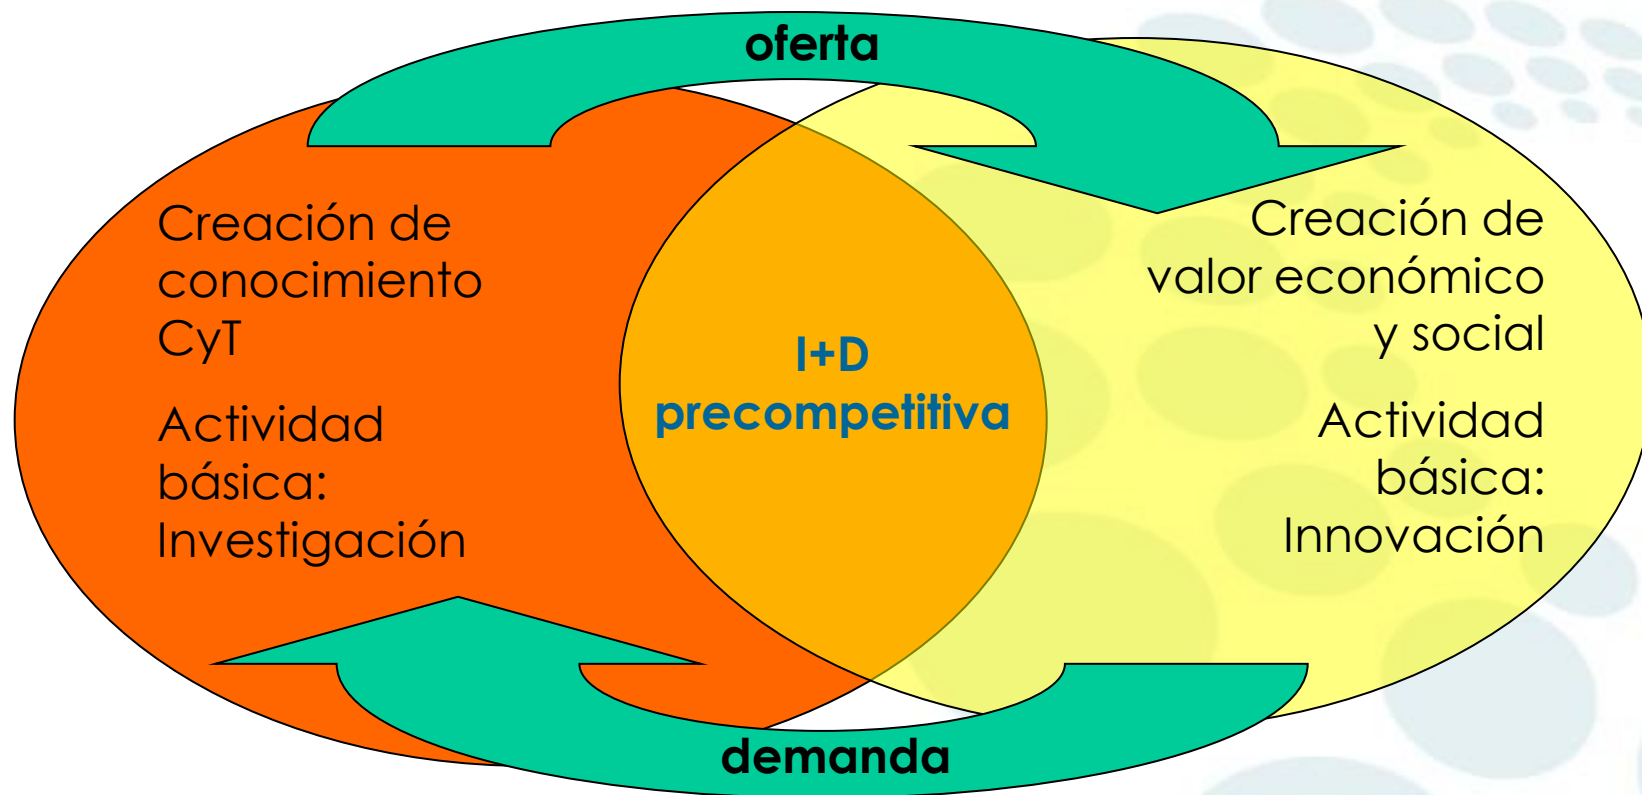 oferta
Creación de
conocimiento
CyT
Actividad
básica:
Investigación
I+D
precompetitiva
Creación de
valor económico
y social
Actividad
básica:
Innovación
demanda